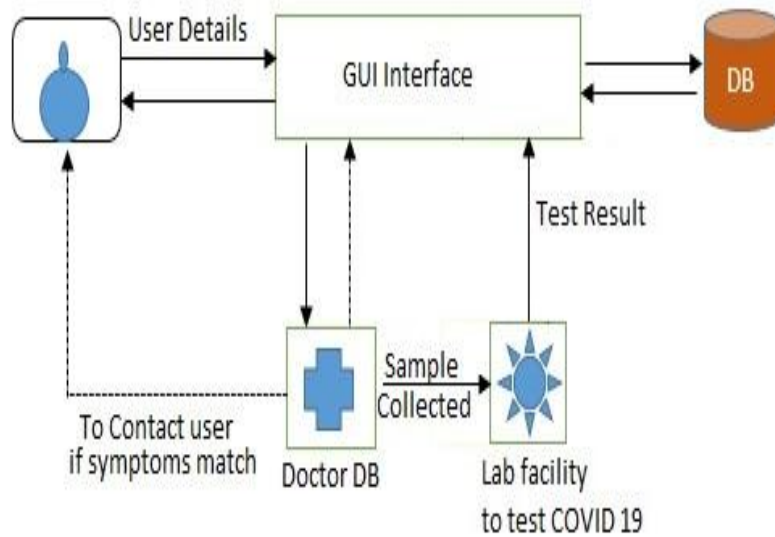 User Details
GUI Interface
DB
Test Result
Sample
Collected
To Contact user
if symptoms match
Doctor DB
Lab facility
to test COVID 19